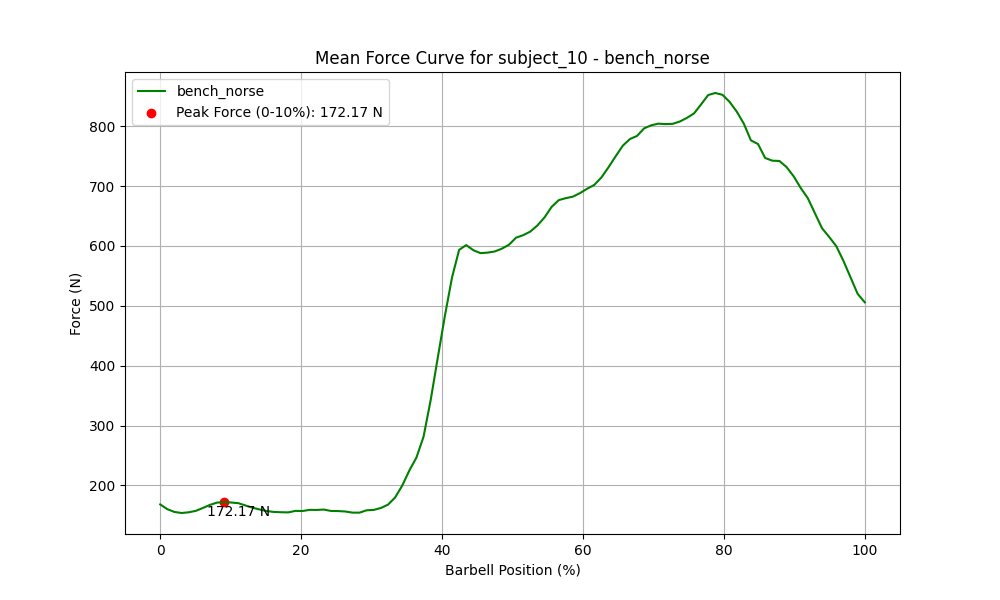 Mean Force Curve for subject_10 - bench_norse
bench_norse
Peak Force (0-10%): 172.17 N
800
700
600
500
400
300
200
Force (N)
172.17 N
0 20 40 60 80 100
Barbell Position (%)